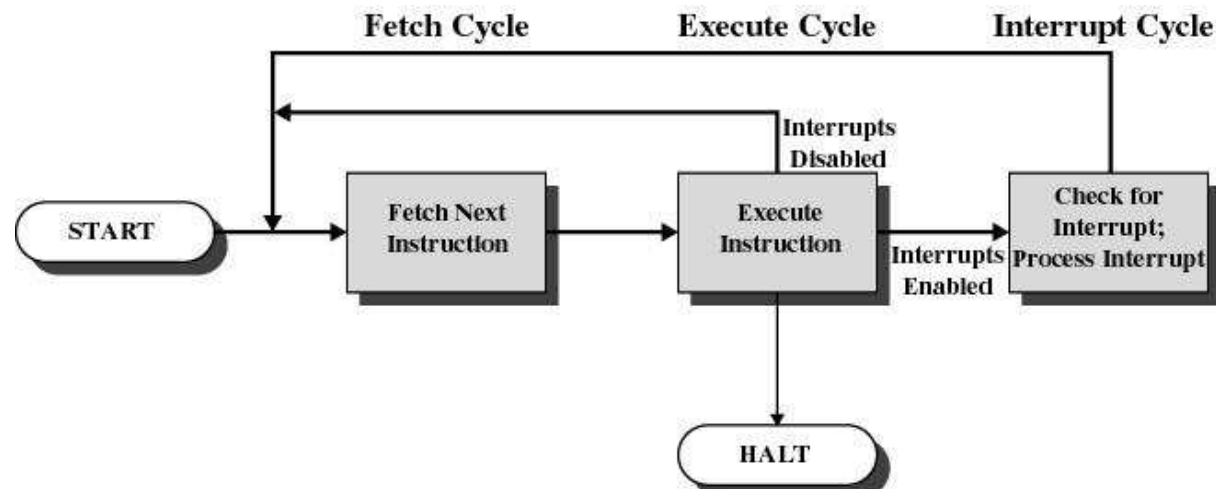 Fetch Cycle
Execute Cycle
Interrupt Cycle
Interrupts
Disabled
START
Fetch Next
Instruction
Execute
Instruction
Check for
Interrupt;
Process Interrupt
Interrupts
Enabled
HALT